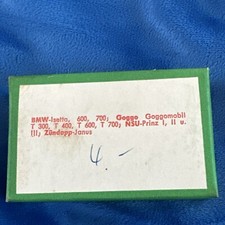 BMW-Isetta, 600, 700; Goggo Goggomobil
T 300, T 400, T 600, T 700; NSU-Prinz I, II u.
III; Zündapp-Janus
4.-